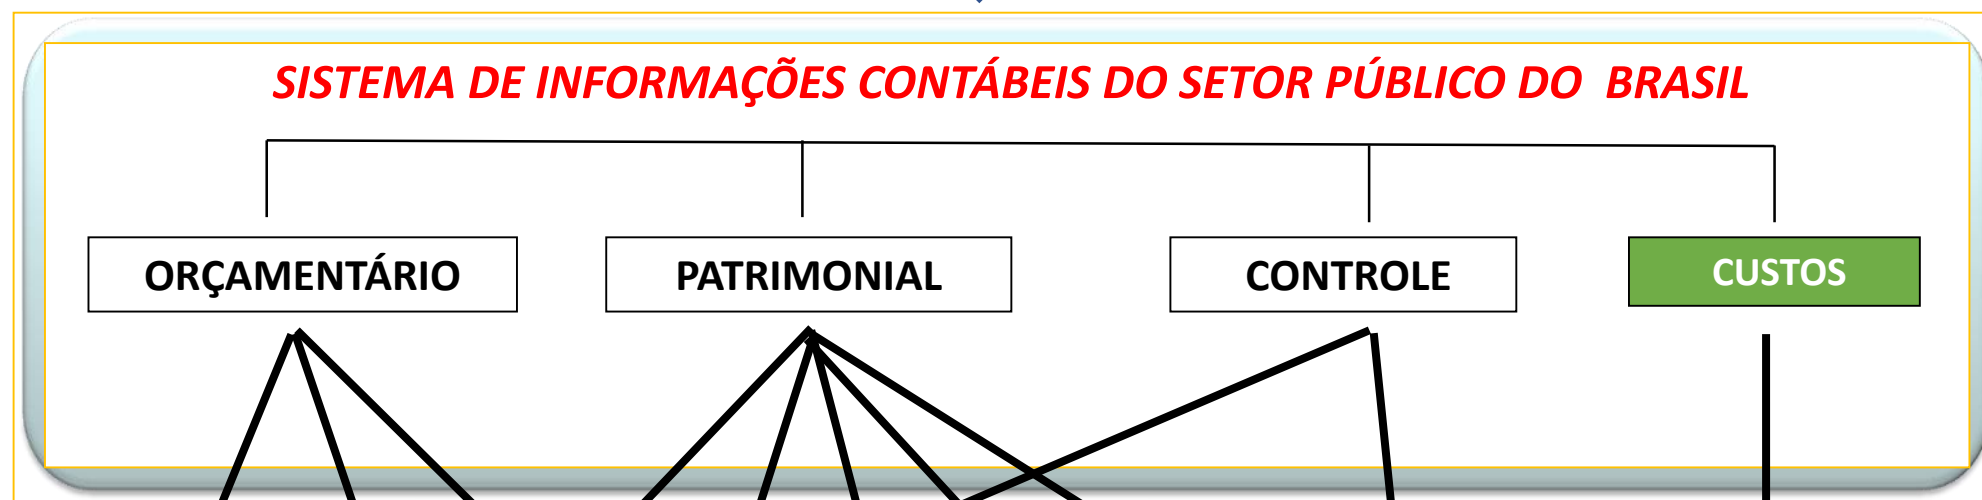 SISTEMA DE INFORMAÇÕES CONTÁBEIS DO SETOR PÚBLICO DO BRASIL
ORÇAMENTÁRIO
PATRIMONIAL
CONTROLE
CUSTOS